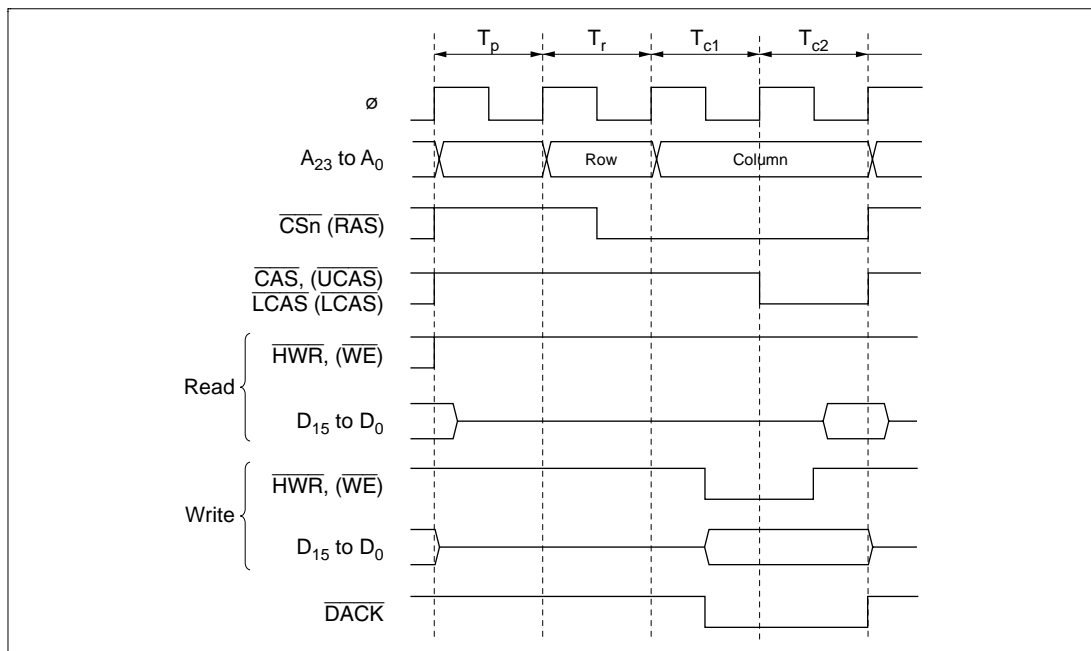 Tp Tr Tc1 Tc2
ø
A23 to A0 Row Column
CSn (RAS)
CAS, (UCAS)
LCAS (LCAS)
Read
HWR, (WE)
D15 to D0
Write
HWR, (WE)
D15 to D0
DACK